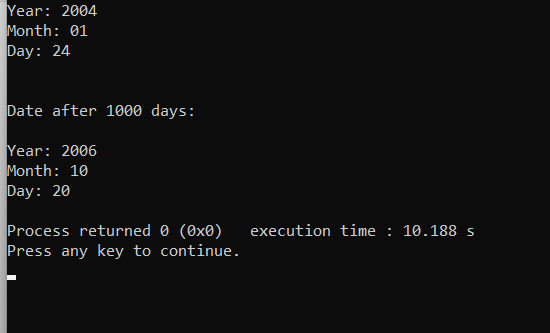 Year: 2004
Month: 01
Day: 24
Date after 1000 days:
Year: 2006
Month: 10
Day: 20
Process returned 0 (0x0)   execution time : 10.188 s
Press any key to continue.